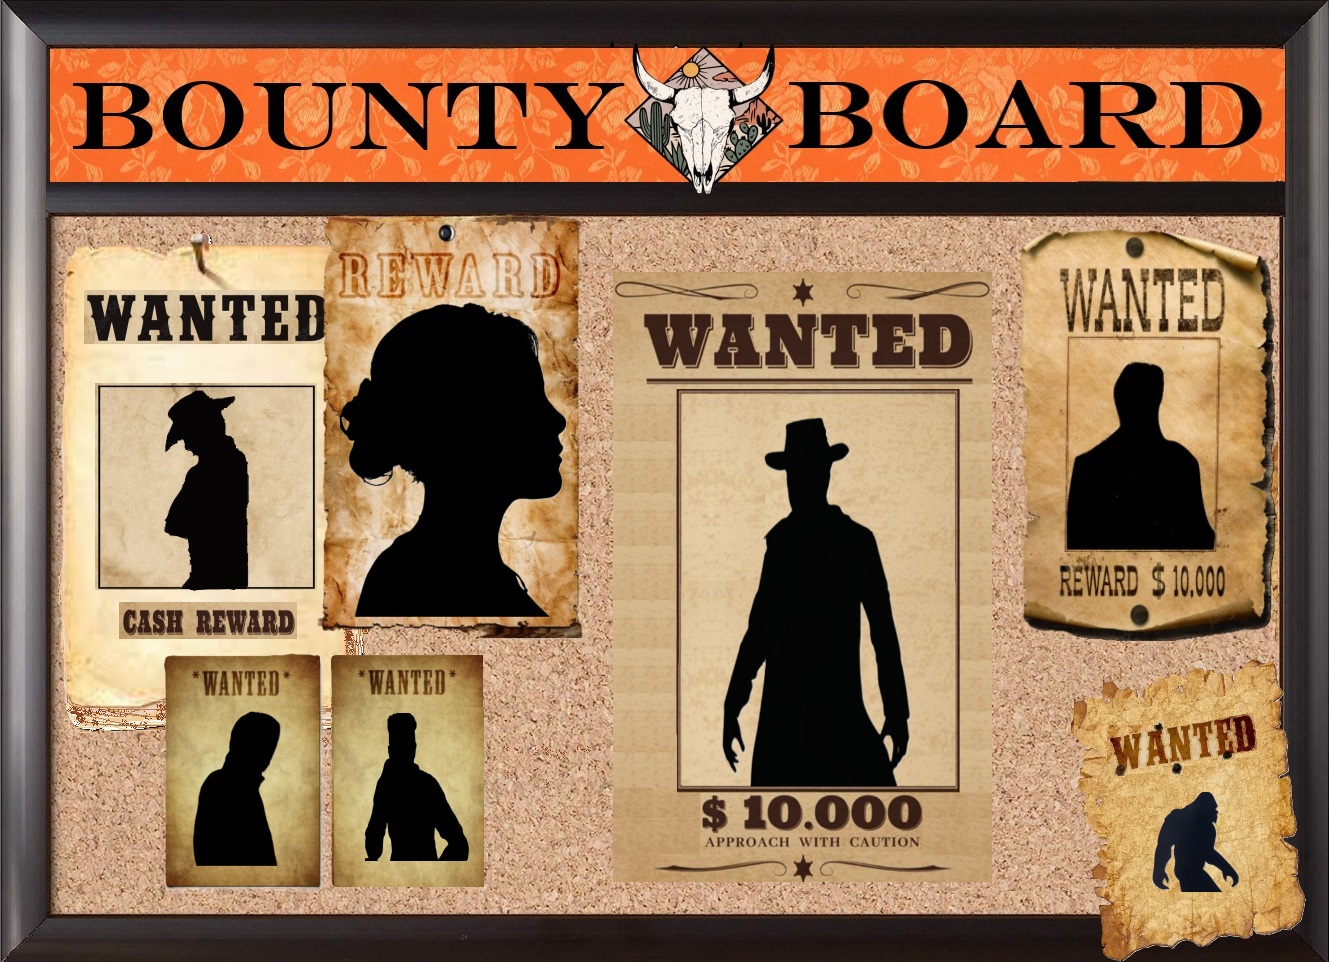 BOUNTY BOARD
WANTED
CASH REWARD
REWARD
*WANTED*
*WANTED*
WANTED
$ 10.000
APPROACH WITH CAUTION
WANTED
REWARD $ 10,000
WANTED